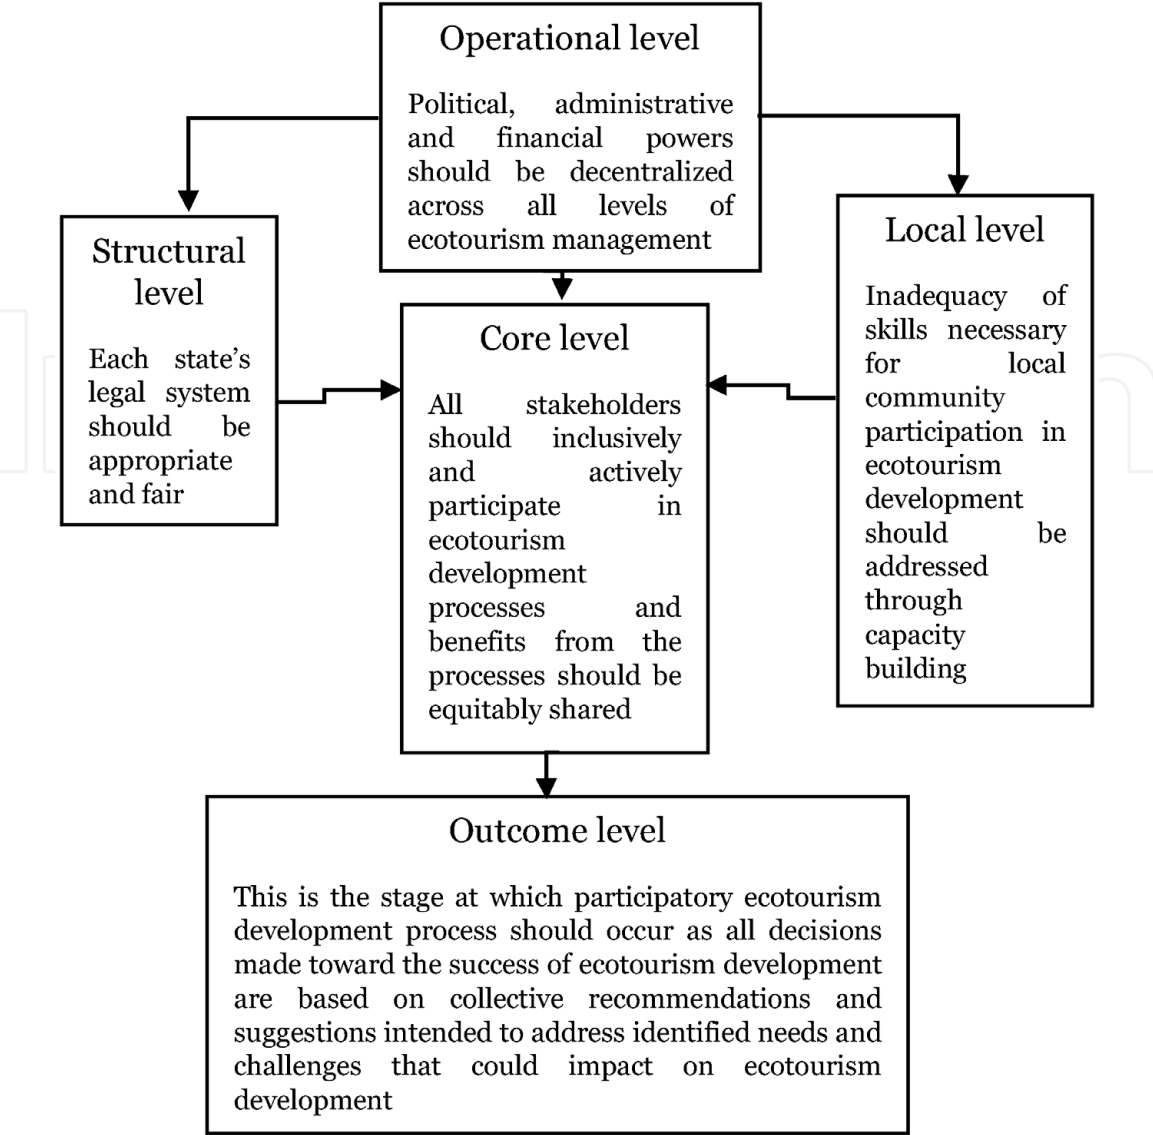 Operational level
Political, administrative
and financial powers
should be decentralized
across all levels of
ecotourism management
Structural
level
Each state’s
legal system
should be
appropriate
and fair
Core level
All stakeholders
should inclusively
and actively
participate in
ecotourism
development
processes and
benefits from the
processes should be
equitably shared
Local level
Inadequacy of
skills necessary
for local
community
participation in
ecotourism
development
should be
addressed
through
capacity
building
Outcome level
This is the stage at which participatory ecotourism
development process should occur as all decisions
made toward the success of ecotourism development
are based on collective recommendations and
suggestions intended to address identified needs and
challenges that could impact on ecotourism
development